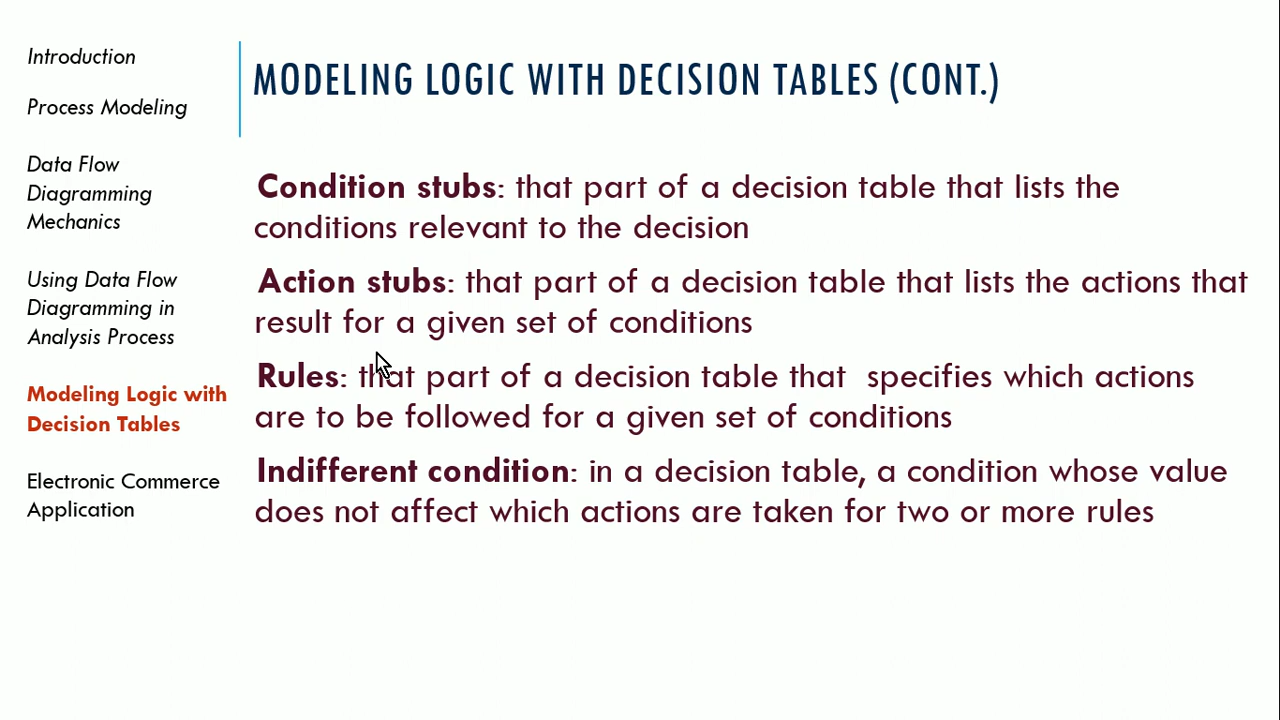 Introduction
Process Modeling
Data Flow
Diagramming
Mechanics
Using Data Flow
Diagramming in
Analysis Process
Modeling Logic with
Decision Tables
Electronic Commerce
Application
MODELING LOGIC WITH DECISION TABLES (CONT.)
Condition stubs: that part of a decision table that lists the
conditions relevant to the decision
Action stubs: that part of a decision table that lists the actions that
result for a given set of conditions
Rules: that part of a decision table that  specifies which actions
are to be followed for a given set of conditions
Indifferent condition: in a decision table, a condition whose value
does not affect which actions are taken for two or more rules